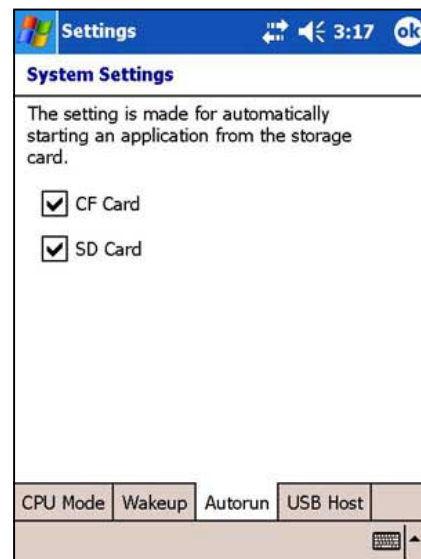 Settings 3:17 ok
System Settings
The setting is made for automatically
starting an application from the storage
card.
CF Card
SD Card
CPU Mode Wakeup Autorun USB Host